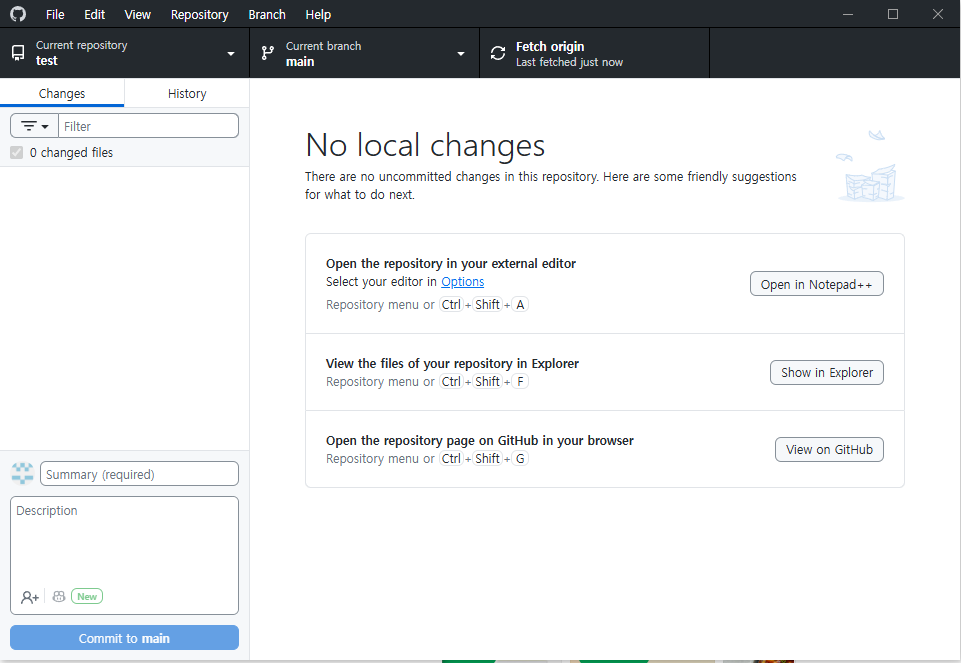 File Edit View Repository Branch Help
Current repository
test
Current branch
main
Fetch origin
Last fetched just now
Changes
History
Filter
0 changed files
No local changes
There are no uncommitted changes in this repository. Here are some friendly suggestions
for what to do next.
Open the repository in your external editor
Select your editor in Options
Repository menu or Ctrl + Shift + A
Open in Notepad++
View the files of your repository in Explorer
Repository menu or Ctrl + Shift + F
Show in Explorer
Open the repository page on GitHub in your browser
Repository menu or Ctrl + Shift + G
View on GitHub
Summary (required)
Description
New
Commit to main